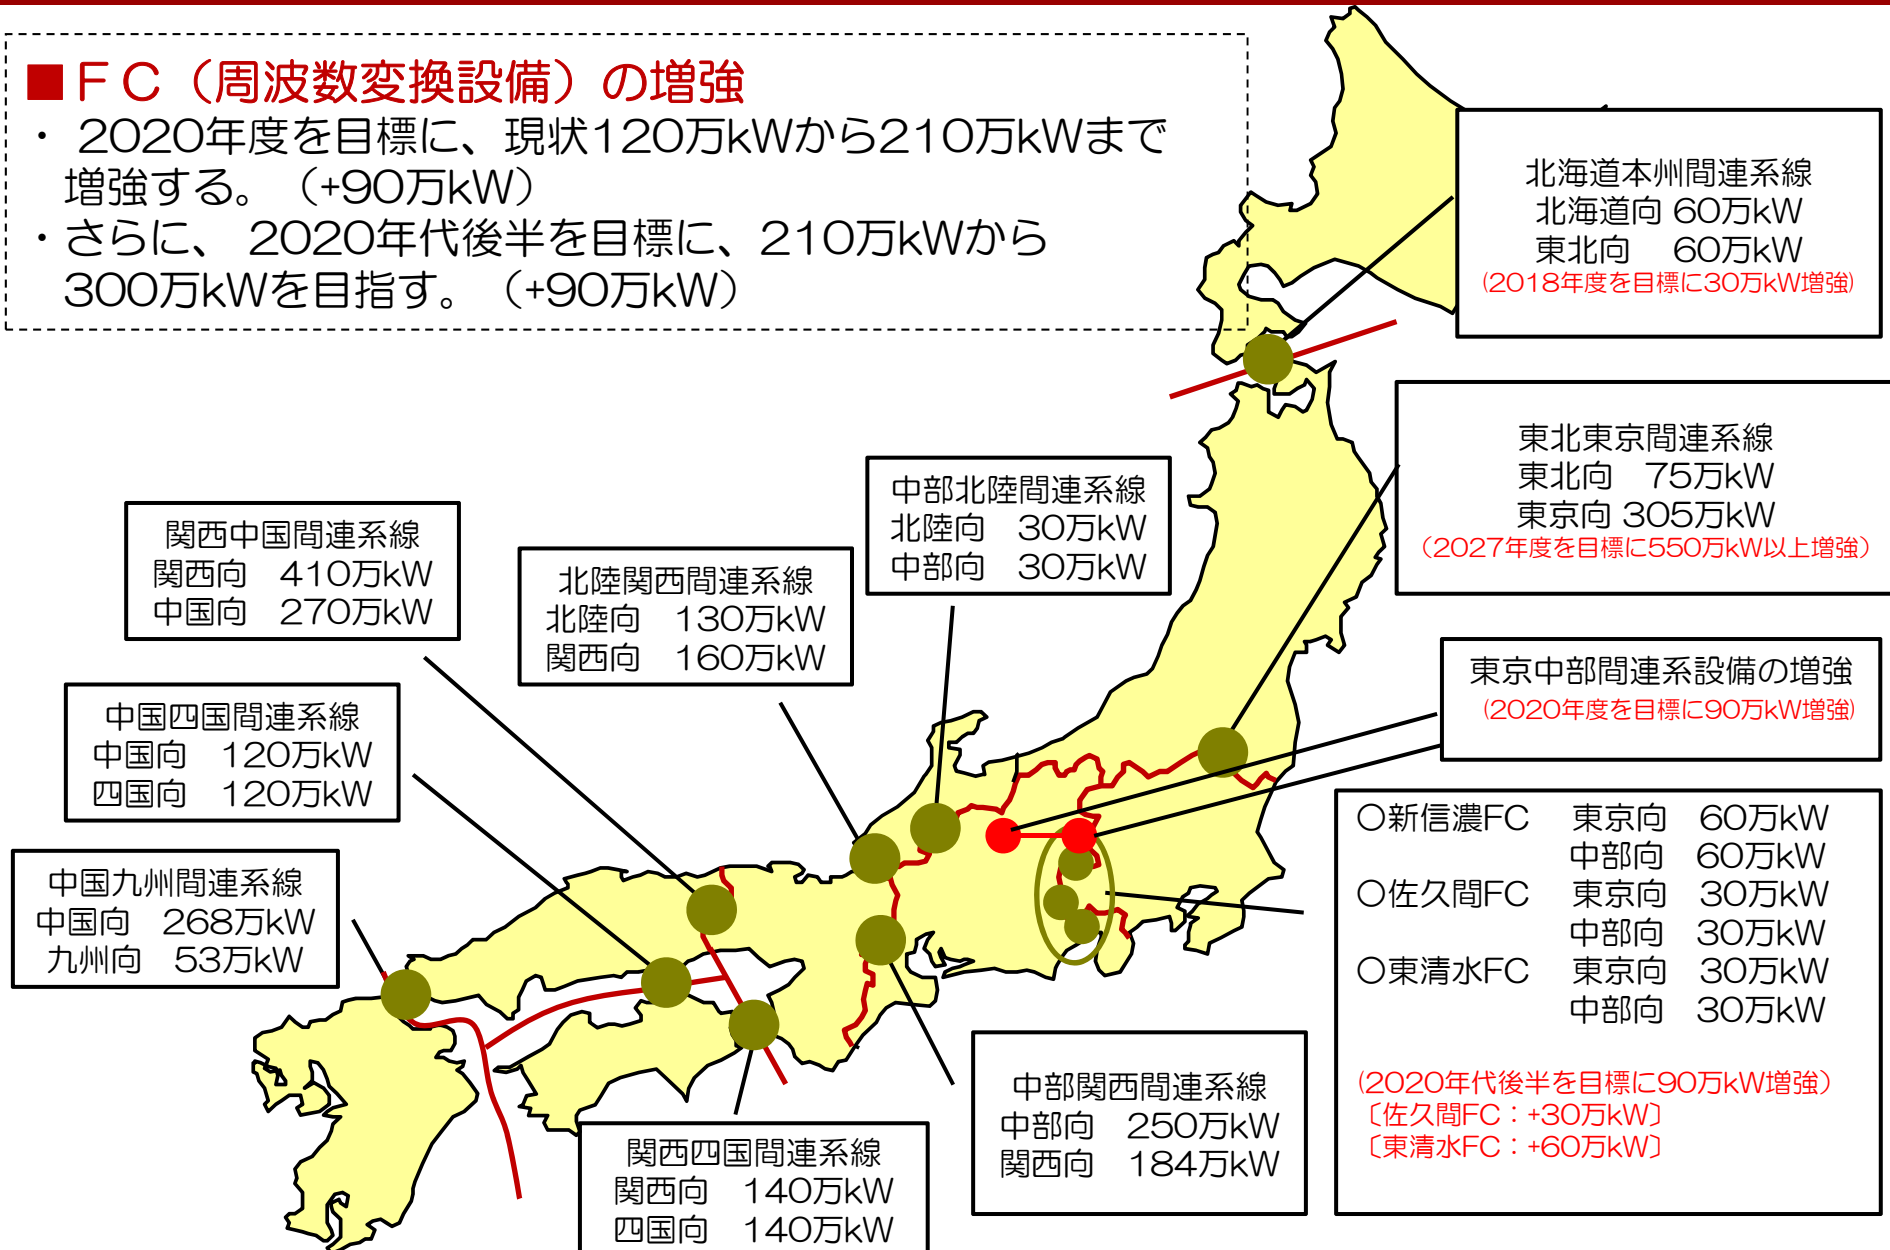 ■ＦＣ（周波数変換設備）の増強
・ 2020年度を目標に、現状120万kWから210万kWまで
増強する。（+90万kW）
・さらに、 2020年代後半を目標に、210万kWから
300万kWを目指す。（+90万kW）
北海道本州間連系線
北海道向 60万kW
東北向 60万kW
(2018年度を目標に30万kW増強)
東北東京間連系線
東北向 75万kW
東京向 305万kW
（2027年度を目標に550万kW以上増強）
中部北陸間連系線
北陸向 30万kW
中部向 30万kW
関西中国間連系線
関西向 410万kW
中国向 270万kW
北陸関西間連系線
北陸向 130万kW
関西向 160万kW
東京中部間連系設備の増強
(2020年度を目標に90万kW増強)
中国四国間連系線
中国向 120万kW
四国向 120万kW
〇新信濃FC 東京向 60万kW
中部向 60万kW
〇佐久間FC 東京向 30万kW
中部向 30万kW
〇東清水FC 東京向 30万kW
中部向 30万kW
(2020年代後半を目標に90万kW増強）
〔佐久間FC：+30万kW〕
〔東清水FC：+60万kW〕
中国九州間連系線
中国向 268万kW
九州向 53万kW
中部関西間連系線
中部向 250万kW
関西向 184万kW
関西四国間連系線
関西向 140万kW
四国向 140万kW